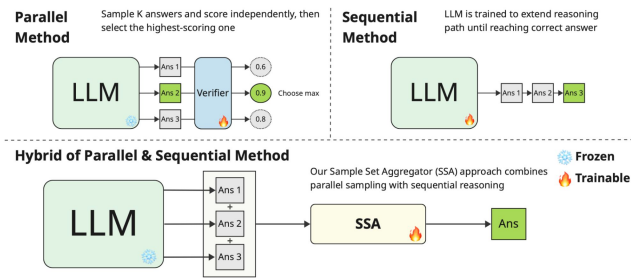 Parallel
Method
Sample K answers and score independently, then
select the highest-scoring one
LLM
Ans 1
Ans 2
Ans 3
Verifier
0.6
0.9
0.8
Choose max
Sequential
Method
LLM is trained to extend reasoning
path until reaching correct answer
LLM
Ans 1
Ans 2
Ans 3
Hybrid of Parallel & Sequential Method
Frozen
Trainable
Our Sample Set Aggregator (SSA) approach combines
parallel sampling with sequential reasoning
LLM
Ans 1
+
Ans 2
+
Ans 3
SSA
Ans